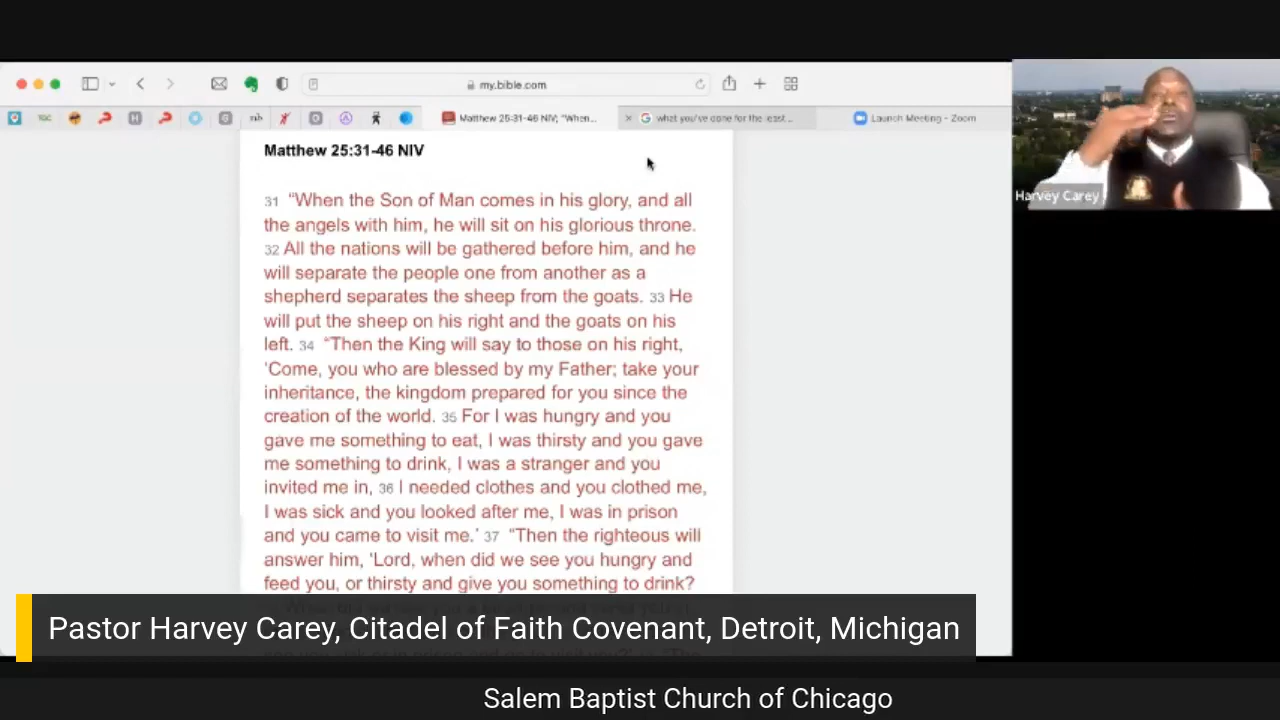 my.bible.com
Matthew 25:31-46 NIV; "When...
what you've done for the least...
Launch Meeting - Zoom
Matthew 25:31-46 NIV
31 “When the Son of Man comes in his glory, and all
the angels with him, he will sit on his glorious throne.
32 All the nations will be gathered before him, and he
will separate the people one from another as a
shepherd separates the sheep from the goats. 33 He
will put the sheep on his right and the goats on his
left. 34 “Then the King will say to those on his right,
‘Come, you who are blessed by my Father; take your
inheritance, the kingdom prepared for you since the
creation of the world. 35 For I was hungry and you
gave me something to eat, I was thirsty and you gave
me something to drink, I was a stranger and you
invited me in, 36 I needed clothes and you clothed me,
I was sick and you looked after me, I was in prison
and you came to visit me.’ 37 “Then the righteous will
answer him, ‘Lord, when did we see you hungry and
feed you, or thirsty and give you something to drink?
Harvey Carey
Pastor Harvey Carey, Citadel of Faith Covenant, Detroit, Michigan
Salem Baptist Church of Chicago